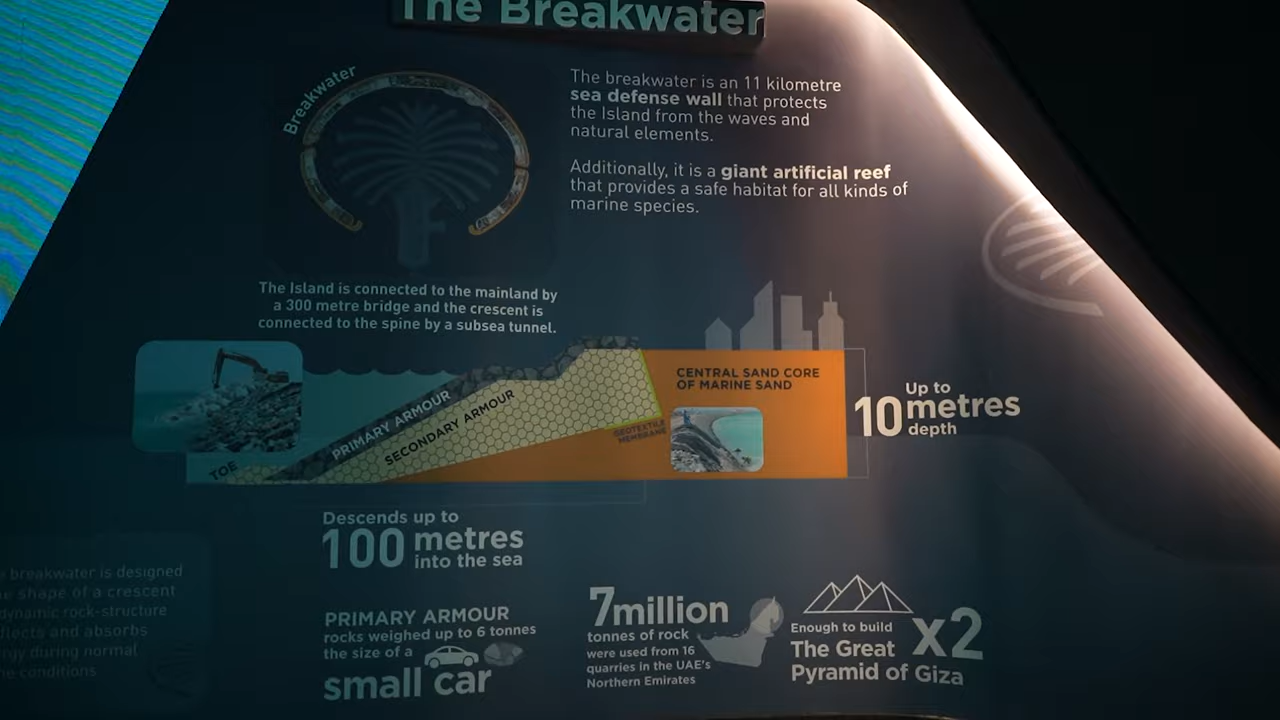 The Breakwater
Breakwater
The breakwater is an 11 kilometre
sea defense wall that protects
the Island from the waves and
natural elements.
Additionally, it is a giant artificial reef
that provides a safe habitat for all kinds of
marine species.
The Island is connected to the mainland by
a 300 metre bridge and the crescent is
connected to the spine by a subsea tunnel.
TOE
PRIMARY ARMOUR
SECONDARY ARMOUR
GEOTEXTILE
MEMBRANE
CENTRAL SAND CORE
OF MARINE SAND
Up to
10 metres
depth
Descends up to
100 metres
into the sea
breakwater is designed
shape of a crescent
dynamic rock-structure
and absorbs
during normal
conditions
PRIMARY ARMOUR
rocks weighed up to 6 tonnes
the size of a
small car
7million
tonnes of rock
were used from 16
quarries in the UAE's
Northern Emirates
Enough to build
The Great
Pyramid of Giza
x2